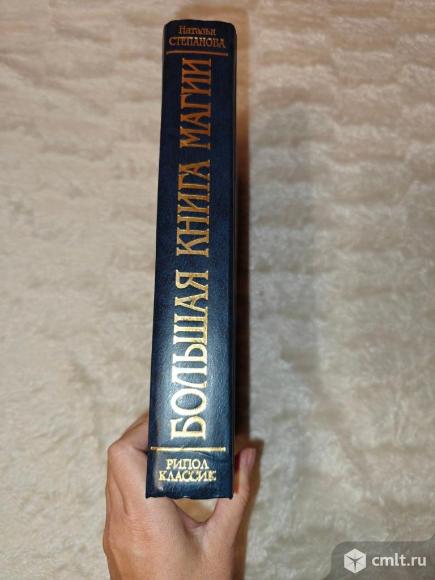 Наталья
СТЕПАНОВА
БОЛЬШАЯ КНИГА МАГИИ
РИПОЛ
КЛАССИК
cmlt.ru